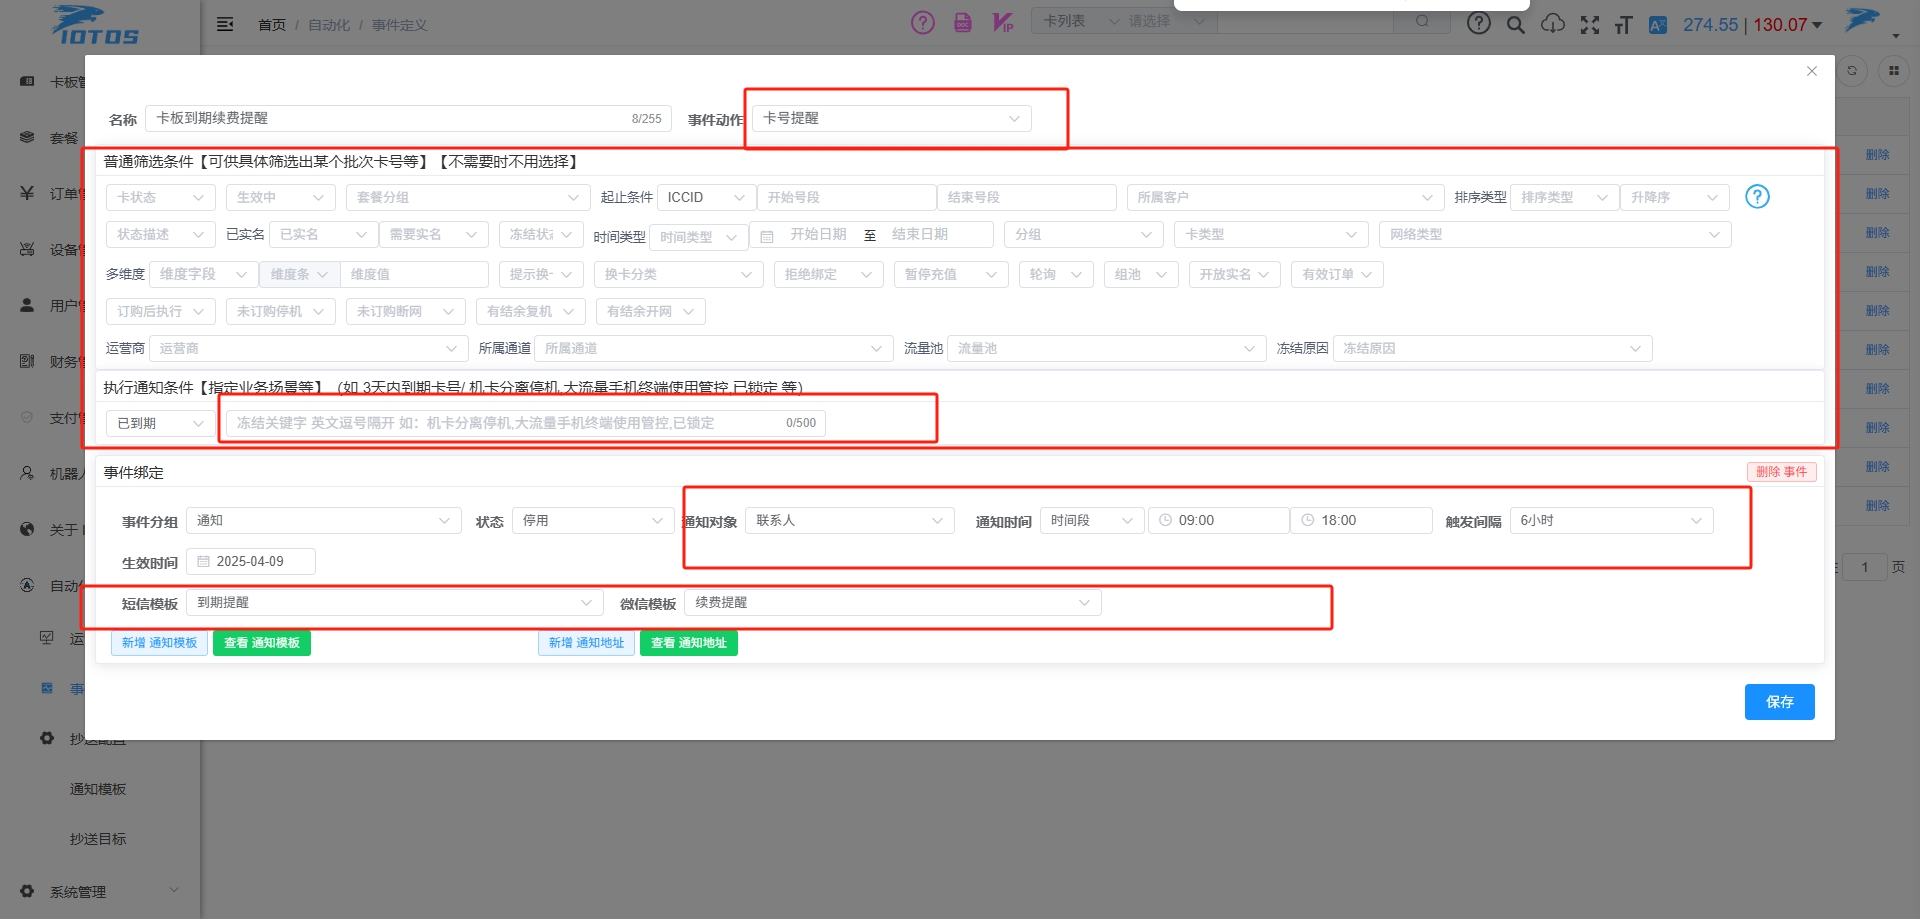 IOTOS
首页 / 自动化 / 事件定义
卡列表 请选择
274.55 | 130.07
卡板管
套餐
订单管
设备管
用户管
财务管
支付管
机器人
关于
自动化
运
事
抄送配置
通知模板
抄送目标
系统管理
名称 卡板到期续费提醒 8/255 事件动作 卡号提醒
普通筛选条件【可供具体筛选出某个批次卡号等】【不需要时不用选择】
卡状态 生效中 套餐分组 起止条件 ICCID 开始号段 结束号段 所属客户 排序类型 排序类型 升降序
状态描述 已实名 已实名 需要实名 冻结状态 时间类型 时间类型 开始日期 至 结束日期 分组 卡类型 网络类型
多维度 维度字段 维度条 维度值 提示换卡 换卡分类 拒绝绑定 暂停充值 轮询 组池 开放实名 有效订单
订购后执行 未订购停机 未订购断网 有结余复机 有结余开网
运营商 运营商 所属通道 所属通道 流量池 流量池 冻结原因 冻结原因
执行通知条件【指定业务场景等】（如 3天内到期卡号/ 机卡分离停机,大流量手机终端使用管控,已锁定 等）
已到期 冻结关键字 英文逗号隔开 如：机卡分离停机,大流量手机终端使用管控,已锁定 0/500
事件绑定 删除 事件
事件分组 通知 状态 停用 通知对象 联系人 通知时间 时间段 09:00 18:00 触发间隔 6小时
生效时间 2025-04-09
短信模板 到期提醒 微信模板 续费提醒
新增 通知模板 查看 通知模板 新增 通知地址 查看 通知地址
保存
删除
删除
删除
删除
删除
删除
删除
删除
删除
删除
1 页